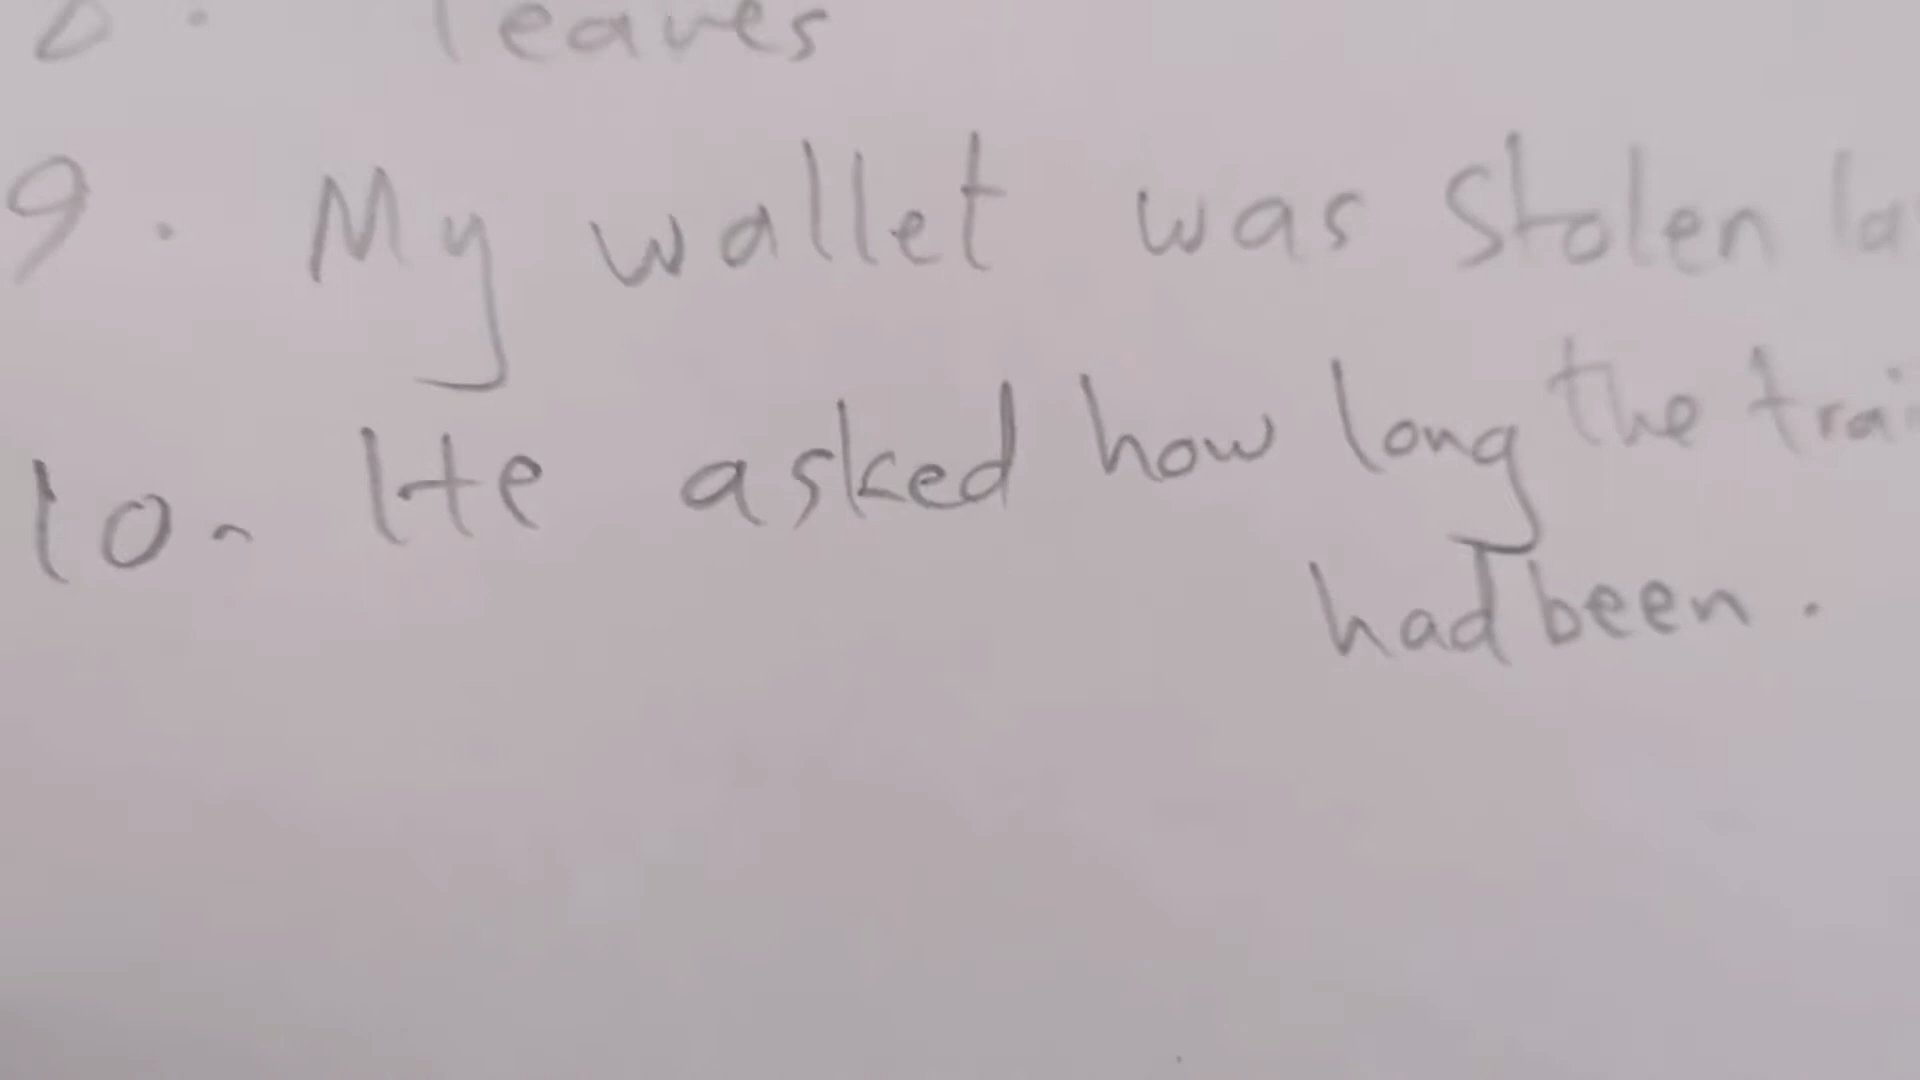 leaves
9. My wallet was stolen
10. He asked how long the
had been.